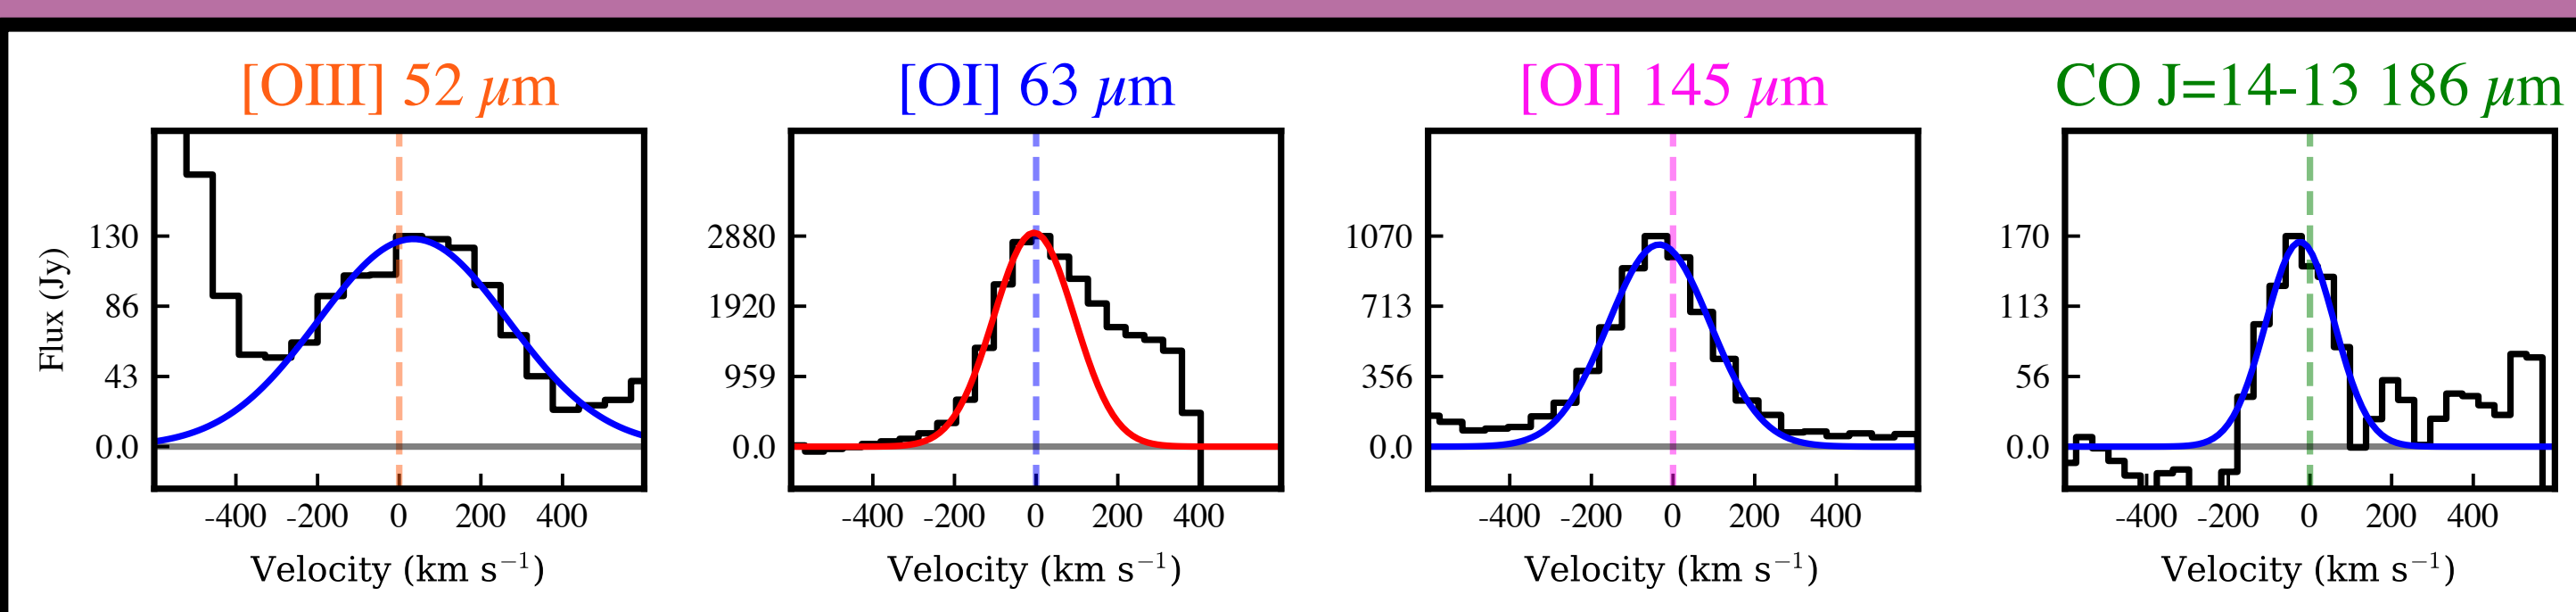 [OIII] 52 μm
[OI] 63 μm
[OI] 145 μm
CO J=14-13 186 μm
Flux (Jy)
130
86
43
0.0
-400 -200 0 200 400
Velocity (km s⁻¹)
2880
1920
959
0.0
-400 -200 0 200 400
Velocity (km s⁻¹)
1070
713
356
0.0
-400 -200 0 200 400
Velocity (km s⁻¹)
170
113
56
0.0
-400 -200 0 200 400
Velocity (km s⁻¹)